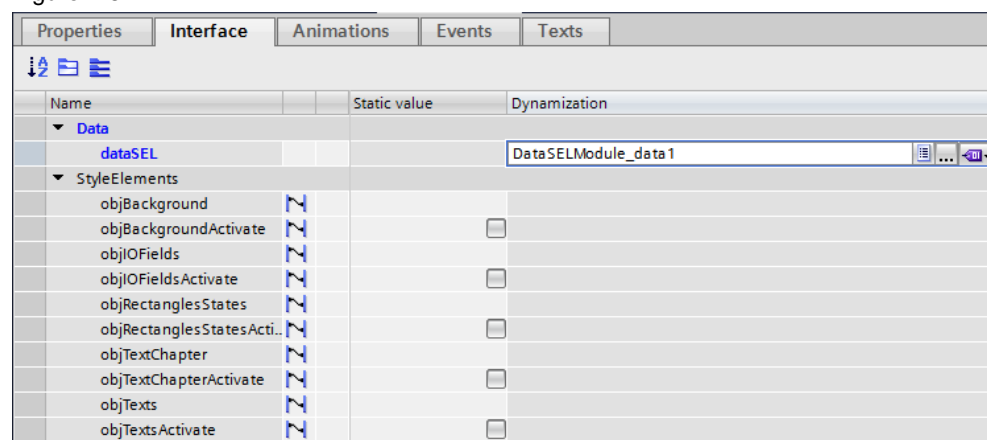 Properties Interface Animations Events Texts
Name Static value Dynamization
Data
dataSEL DataSELModule_data1
StyleElements
objBackground
objBackgroundActivate
objIOFields
objIOFieldsActivate
objRectanglesStates
objRectanglesStatesActi..
objTextChapter
objTextChapterActivate
objTexts
objTextsActivate